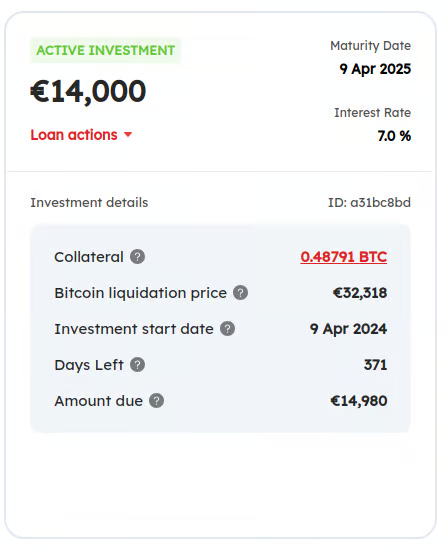 ACTIVE INVESTMENT
€14,000
Loan actions
Maturity Date
9 Apr 2025
Interest Rate
7.0 %
Investment details
ID: a31bc8bd
Collateral ? 0.48791 BTC
Bitcoin liquidation price ? €32,318
Investment start date ? 9 Apr 2024
Days Left ? 371
Amount due ? €14,980